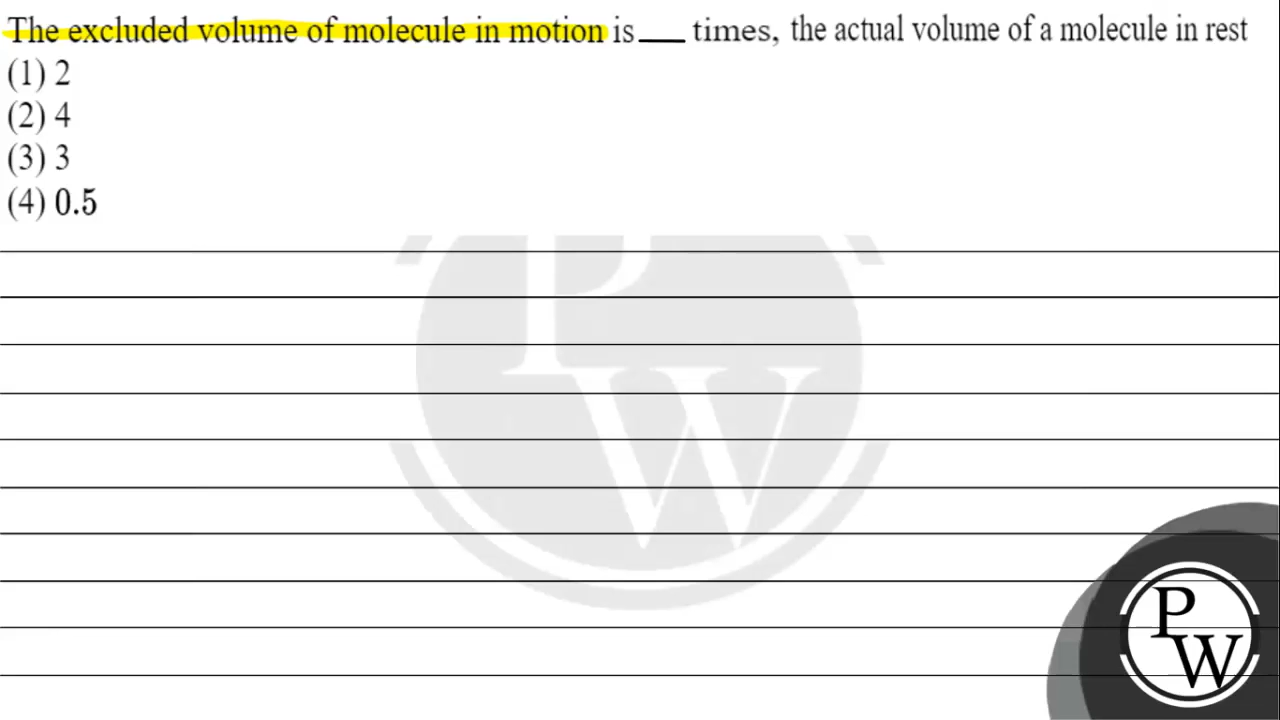 The excluded volume of molecule in motion is ___ times, the actual volume of a molecule in rest
(1) 2
(2) 4
(3) 3
(4) 0.5
P
W
P
W